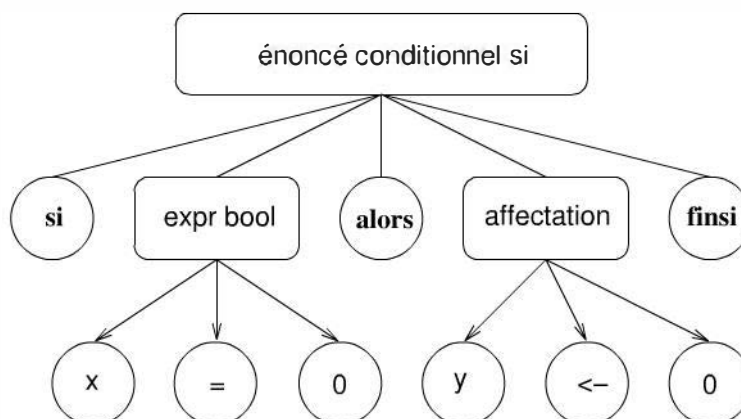 énoncé conditionnel si
si
expr bool
alors
affectation
finsi
x
=
0
y
<-
0